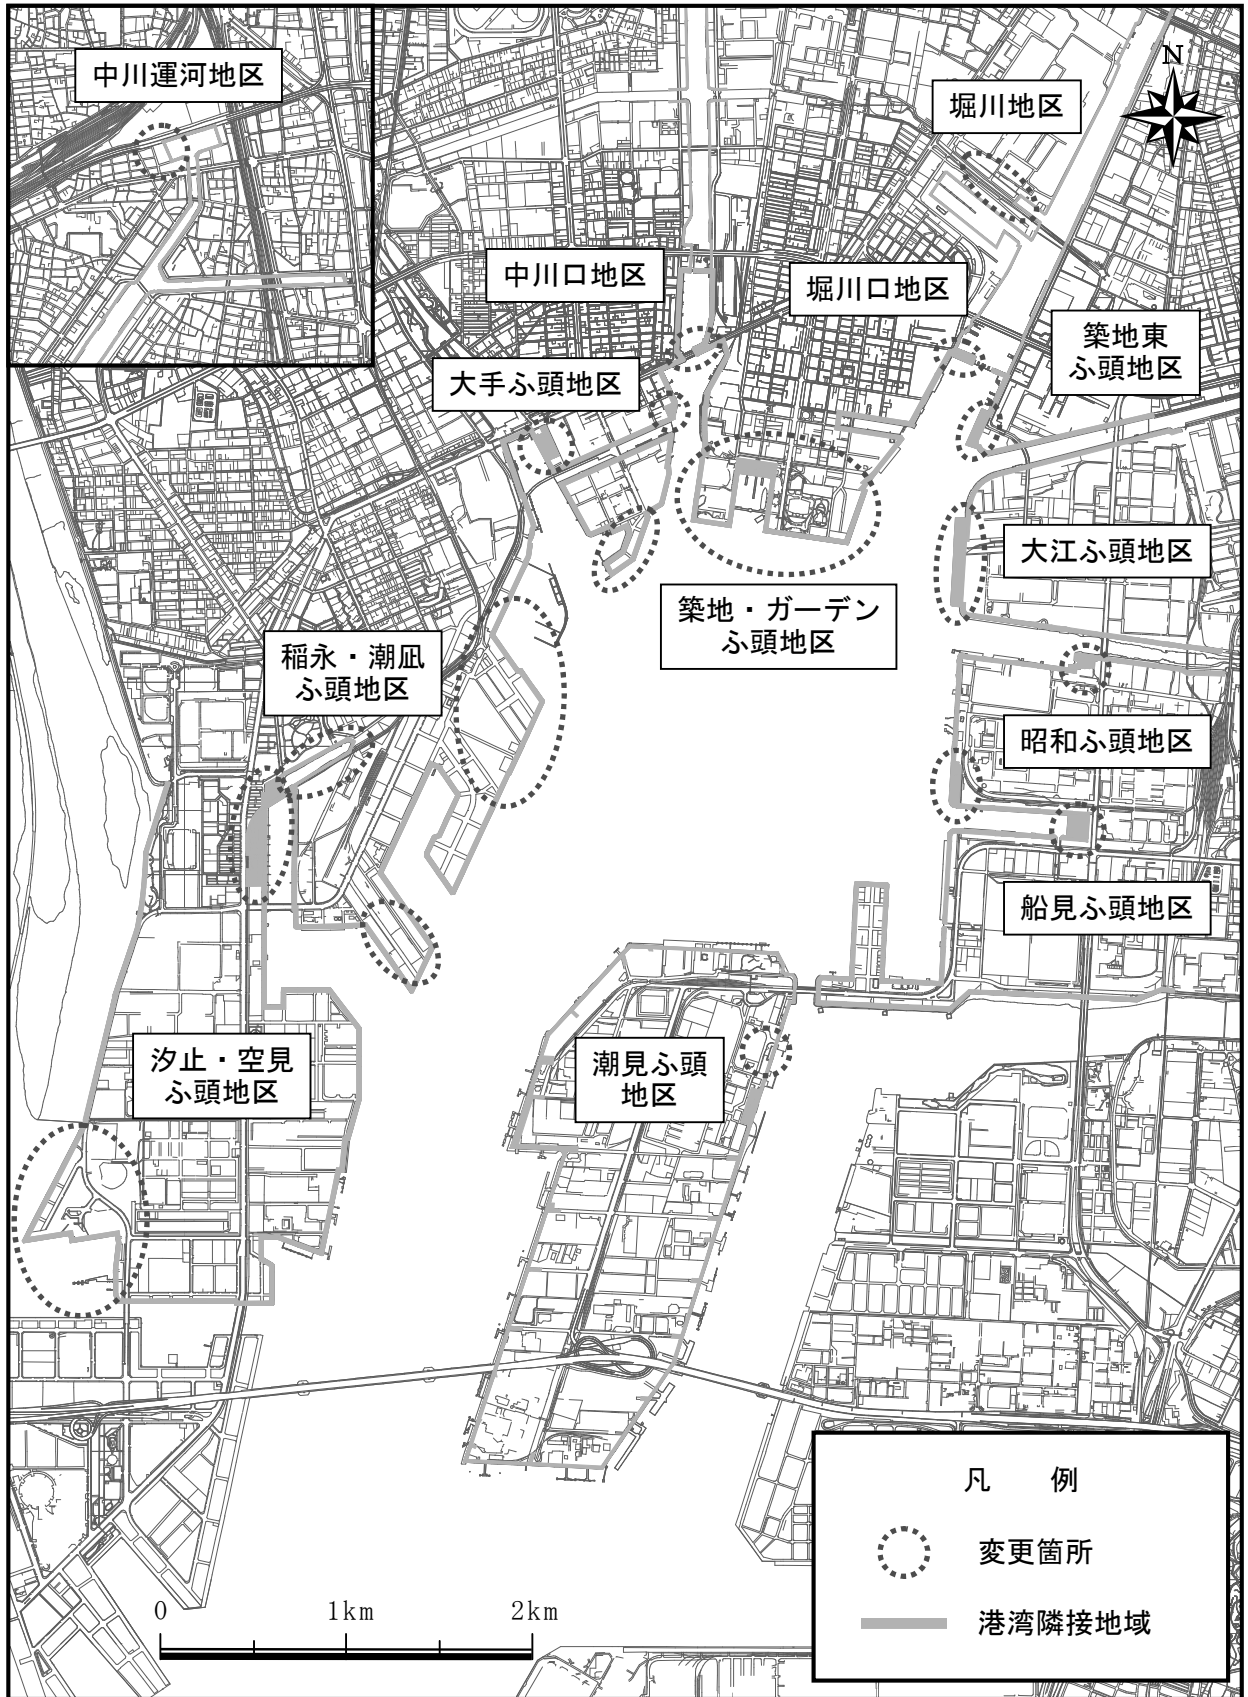 中川運河地区
N
堀川地区
中川口地区
堀川口地区
築地東
ふ頭地区
大手ふ頭地区
大江ふ頭地区
築地・ガーデン
ふ頭地区
稲永・潮凪
ふ頭地区
昭和ふ頭地区
船見ふ頭地区
汐止・空見
ふ頭地区
潮見ふ頭
地区
凡　例
変更箇所
港湾隣接地域
0 1km 2km